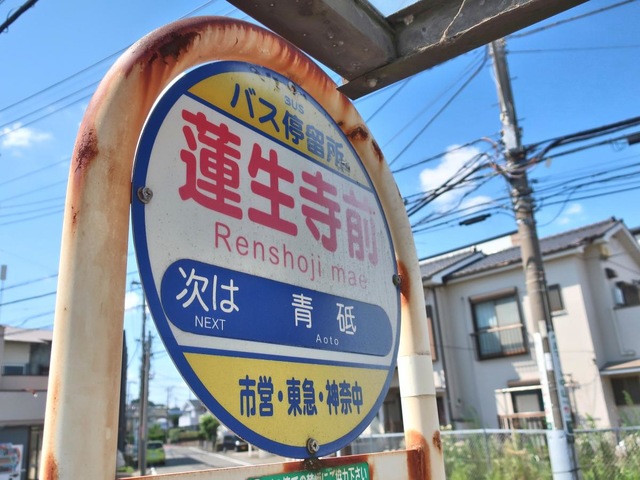 BUS
バス停留所
蓮生寺前
Renshoji mae
次は 青砥
NEXT Aoto
市営・東急・神奈中